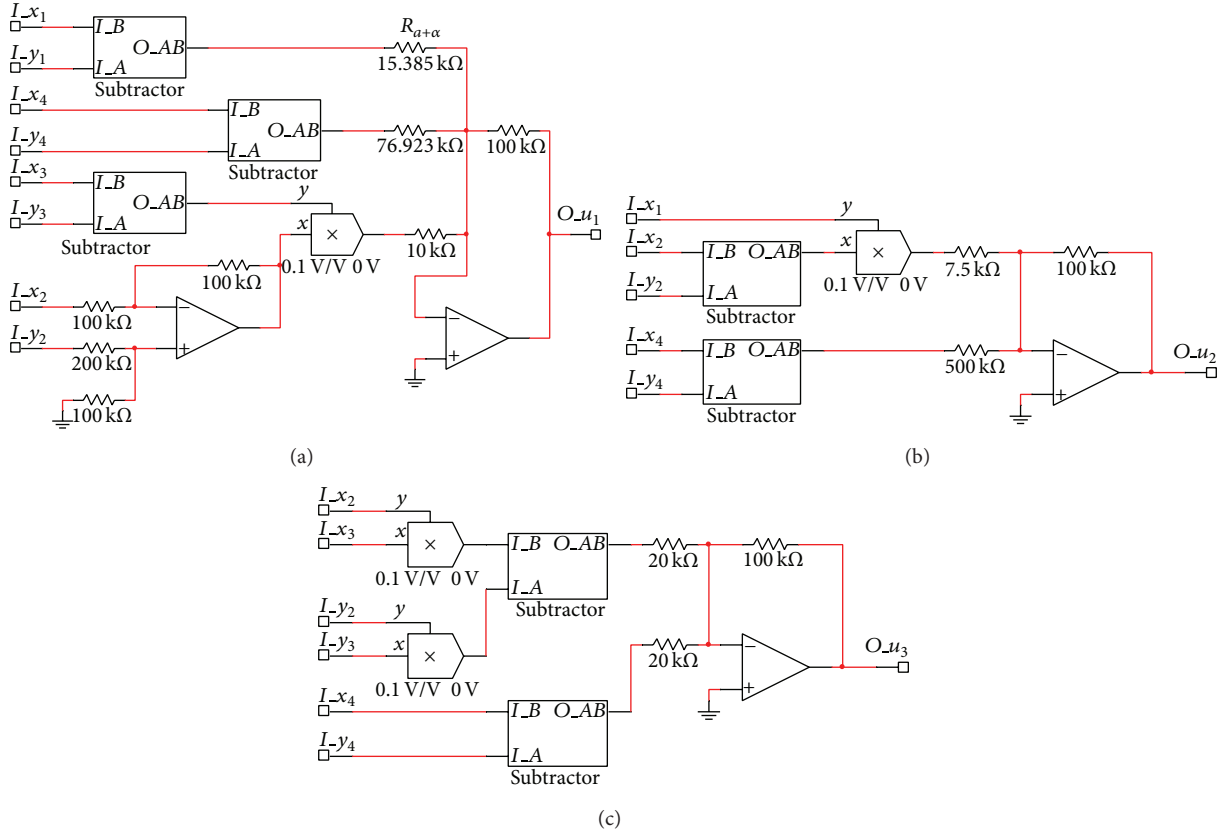 I_x1
I_y1
I_B
O_AB
I_A
Subtractor
Ra+α
15.385 kΩ
I_x4
I_y4
I_B
O_AB
I_A
Subtractor
76.923 kΩ
100 kΩ
I_x3
I_y3
I_B
O_AB
I_A
Subtractor
y
x
×
0.1 V/V 0 V
10 kΩ
O_u1
100 kΩ
I_x2
100 kΩ
I_y2
200 kΩ
100 kΩ
−
+
−
+
(a)
I_x1
y
I_x2
I_y2
I_B
O_AB
I_A
Subtractor
x
×
0.1 V/V 0 V
7.5 kΩ
100 kΩ
I_x4
I_y4
I_B
O_AB
I_A
Subtractor
500 kΩ
−
+
O_u2
(b)
I_x2
y
I_x3
x
×
0.1 V/V 0 V
I_y2
y
I_y3
x
×
0.1 V/V 0 V
I_B
O_AB
I_A
Subtractor
20 kΩ
100 kΩ
I_x4
I_y4
I_B
O_AB
I_A
Subtractor
20 kΩ
−
+
O_u3
(c)